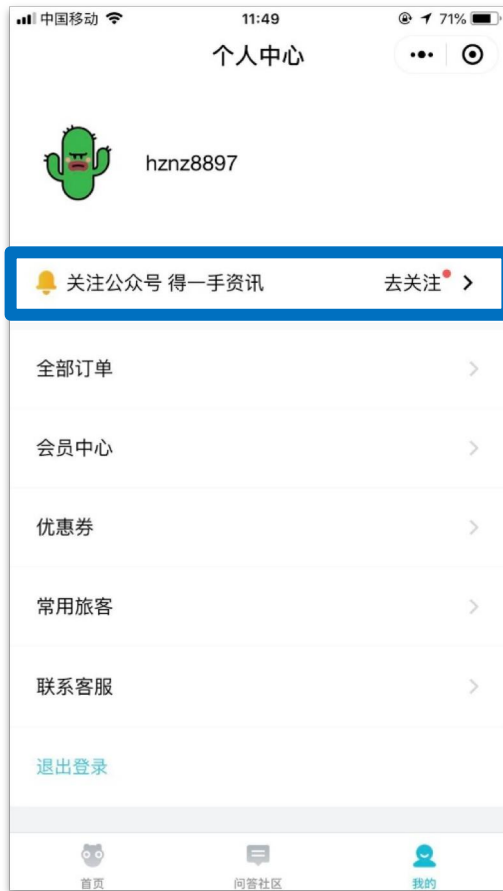 中国移动 11:49 71%
个人中心
hznz8897
关注公众号 得一手资讯 去关注
全部订单
会员中心
优惠券
常用旅客
联系客服
退出登录
首页 问答社区 我的